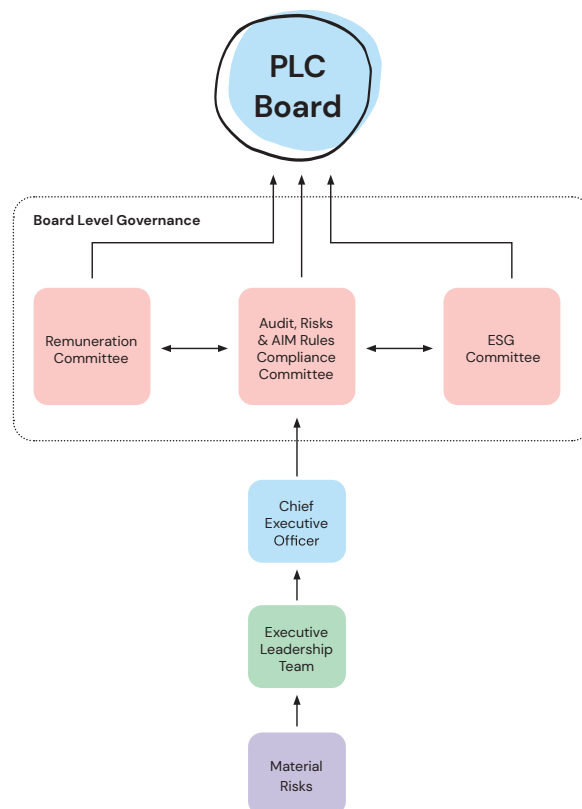 PLC
Board
Board Level Governance
Remuneration
Committee
Audit, Risks
& AIM Rules
Compliance
Committee
ESG
Committee
Chief
Executive
Officer
Executive
Leadership
Team
Material
Risks